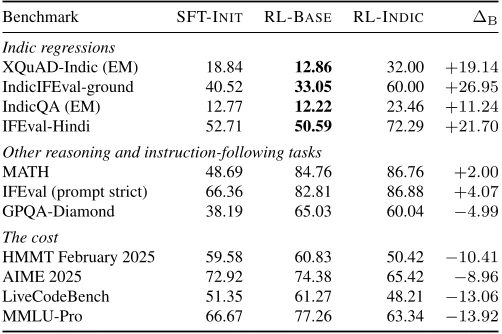 Benchmark SFT-INIT RL-BASE RL-INDIC Δ_B
Indic regressions
XQuAD-Indic (EM) 18.84 12.86 32.00 +19.14
IndicIFEval-ground 40.52 33.05 60.00 +26.95
IndicQA (EM) 12.77 12.22 23.46 +11.24
IFEval-Hindi 52.71 50.59 72.29 +21.70
Other reasoning and instruction-following tasks
MATH 48.69 84.76 86.76 +2.00
IFEval (prompt strict) 66.36 82.81 86.88 +4.07
GPQA-Diamond 38.19 65.03 60.04 −4.99
The cost
HMMT February 2025 59.58 60.83 50.42 −10.41
AIME 2025 72.92 74.38 65.42 −8.96
LiveCodeBench 51.35 61.27 48.21 −13.06
MMLU-Pro 66.67 77.26 63.34 −13.92